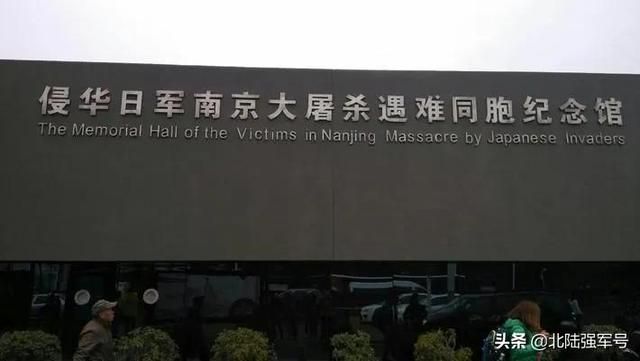 侵华日军南京大屠杀遇难同胞纪念馆
The Memorial Hall of the Victims in Nanjing Massacre by Japanese Invaders
头条 @北陆强军号